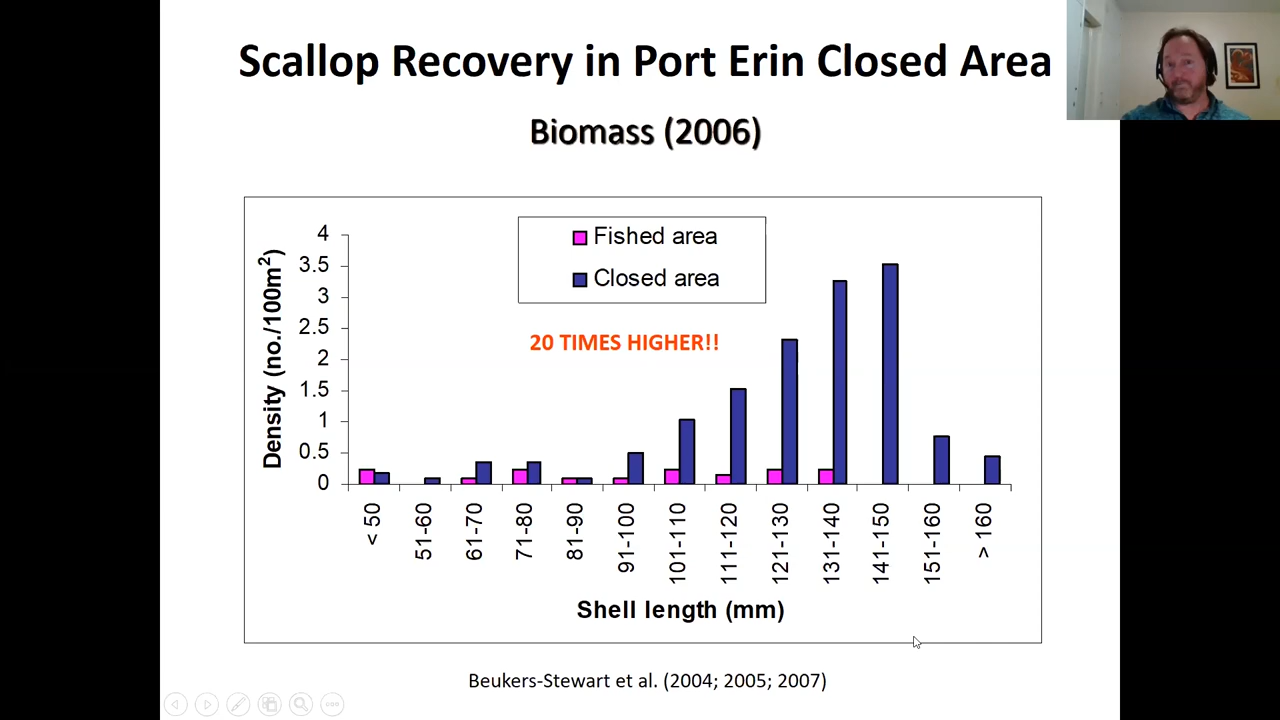 Scallop Recovery in Port Erin Closed Area
Biomass (2006)
Fished area
Closed area
20 TIMES HIGHER!!
Density (no./100m²)
4
3.5
3
2.5
2
1.5
1
0.5
0
< 50
51-60
61-70
71-80
81-90
91-100
101-110
111-120
121-130
131-140
141-150
151-160
> 160
Shell length (mm)
Beukers-Stewart et al. (2004; 2005; 2007)